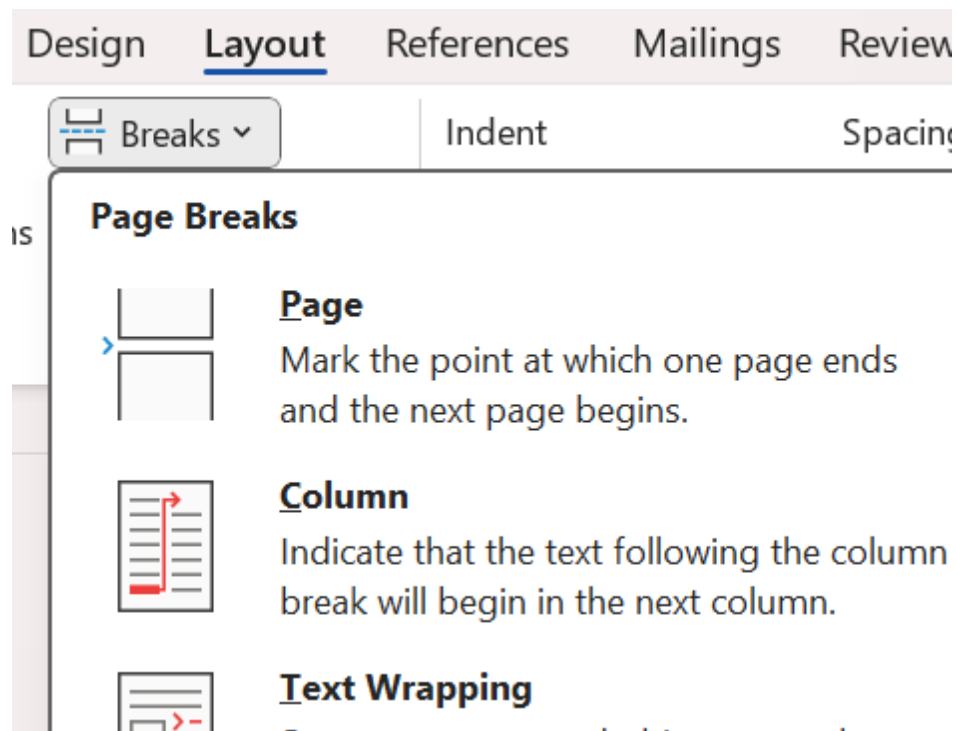 Design Layout References Mailings Review
Breaks Indent Spacing
Page Breaks
Page
Mark the point at which one page ends
and the next page begins.
Column
Indicate that the text following the column
break will begin in the next column.
Text Wrapping